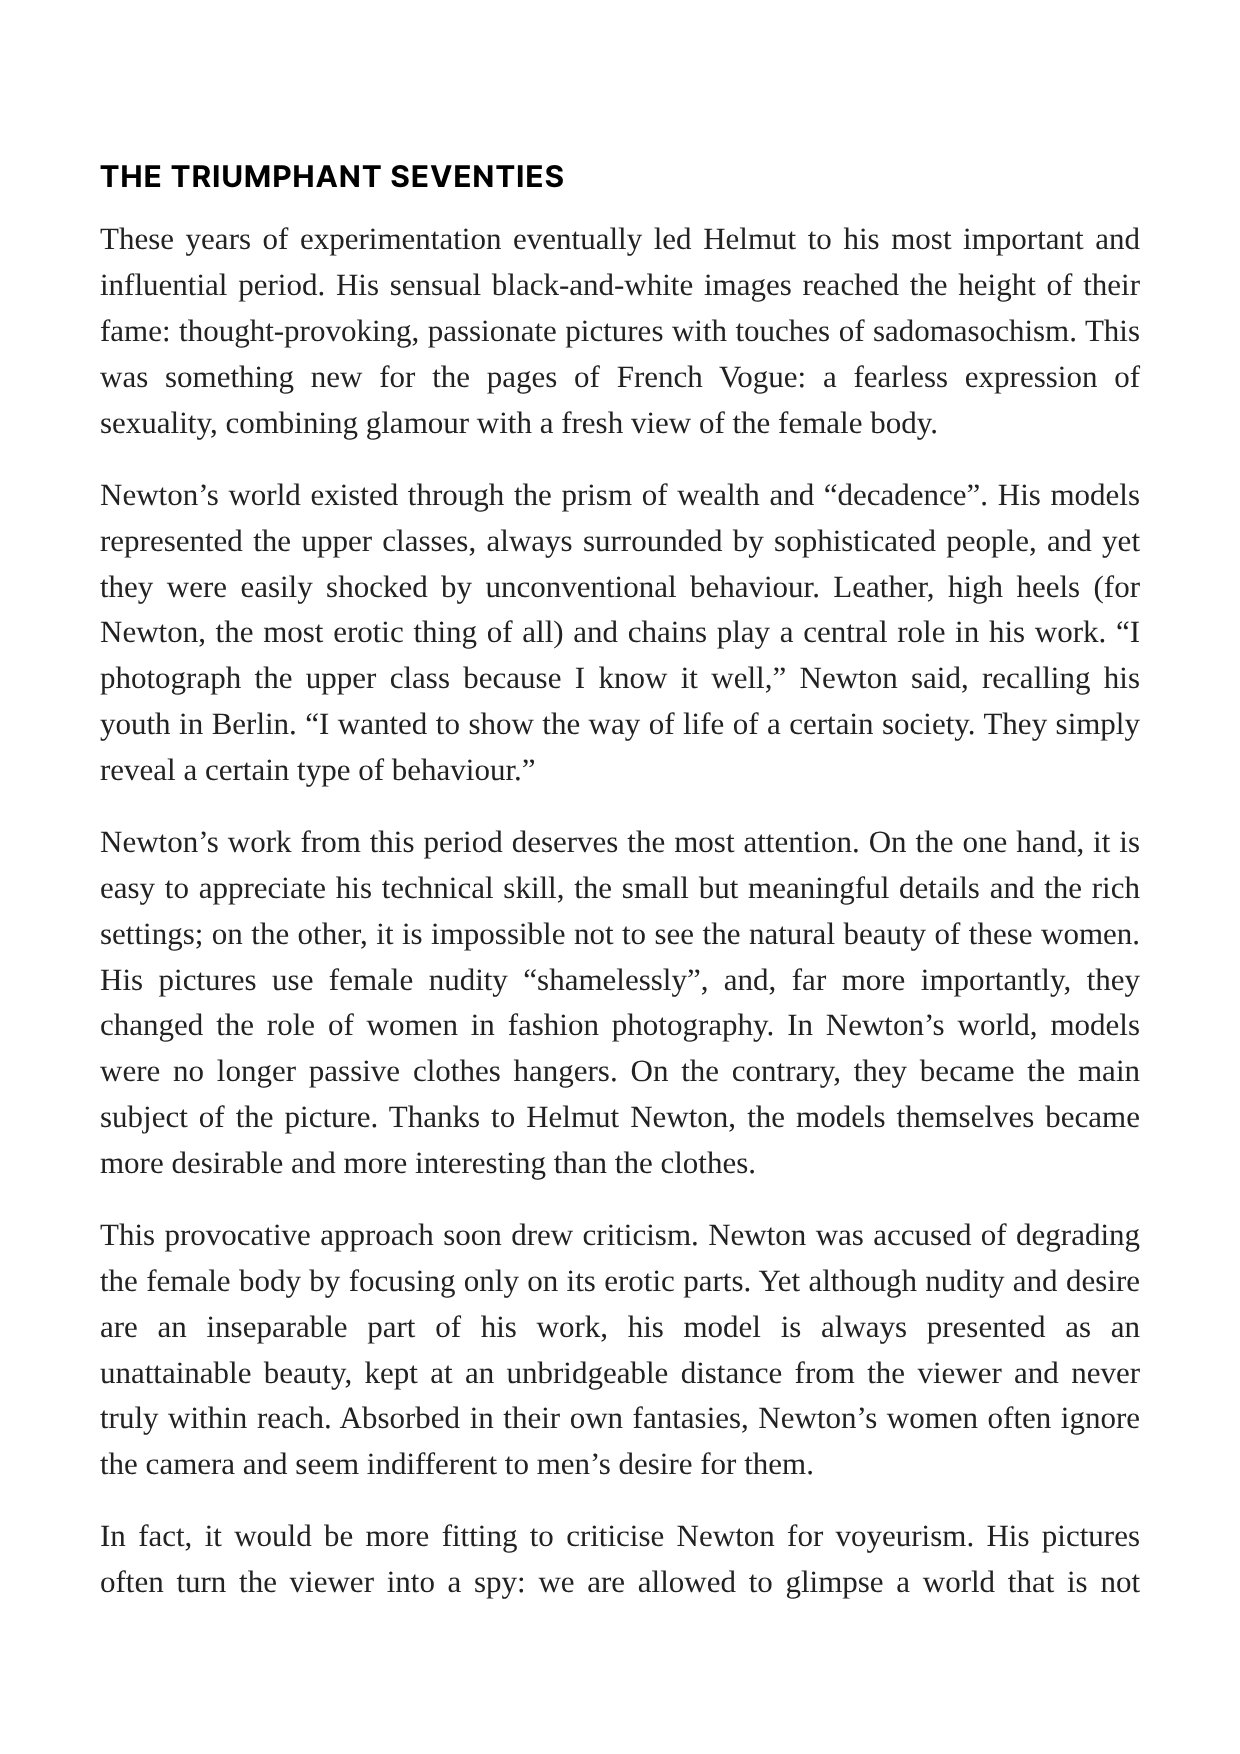 THE TRIUMPHANT SEVENTIES
These years of experimentation eventually led Helmut to his most important and
influential period. His sensual black-and-white images reached the height of their
fame: thought-provoking, passionate pictures with touches of sadomasochism. This
was something new for the pages of French Vogue: a fearless expression of
sexuality, combining glamour with a fresh view of the female body.
Newton’s world existed through the prism of wealth and “decadence”. His models
represented the upper classes, always surrounded by sophisticated people, and yet
they were easily shocked by unconventional behaviour. Leather, high heels (for
Newton, the most erotic thing of all) and chains play a central role in his work. “I
photograph the upper class because I know it well,” Newton said, recalling his
youth in Berlin. “I wanted to show the way of life of a certain society. They simply
reveal a certain type of behaviour.”
Newton’s work from this period deserves the most attention. On the one hand, it is
easy to appreciate his technical skill, the small but meaningful details and the rich
settings; on the other, it is impossible not to see the natural beauty of these women.
His pictures use female nudity “shamelessly”, and, far more importantly, they
changed the role of women in fashion photography. In Newton’s world, models
were no longer passive clothes hangers. On the contrary, they became the main
subject of the picture. Thanks to Helmut Newton, the models themselves became
more desirable and more interesting than the clothes.
This provocative approach soon drew criticism. Newton was accused of degrading
the female body by focusing only on its erotic parts. Yet although nudity and desire
are an inseparable part of his work, his model is always presented as an
unattainable beauty, kept at an unbridgeable distance from the viewer and never
truly within reach. Absorbed in their own fantasies, Newton’s women often ignore
the camera and seem indifferent to men’s desire for them.
In fact, it would be more fitting to criticise Newton for voyeurism. His pictures
often turn the viewer into a spy: we are allowed to glimpse a world that is not